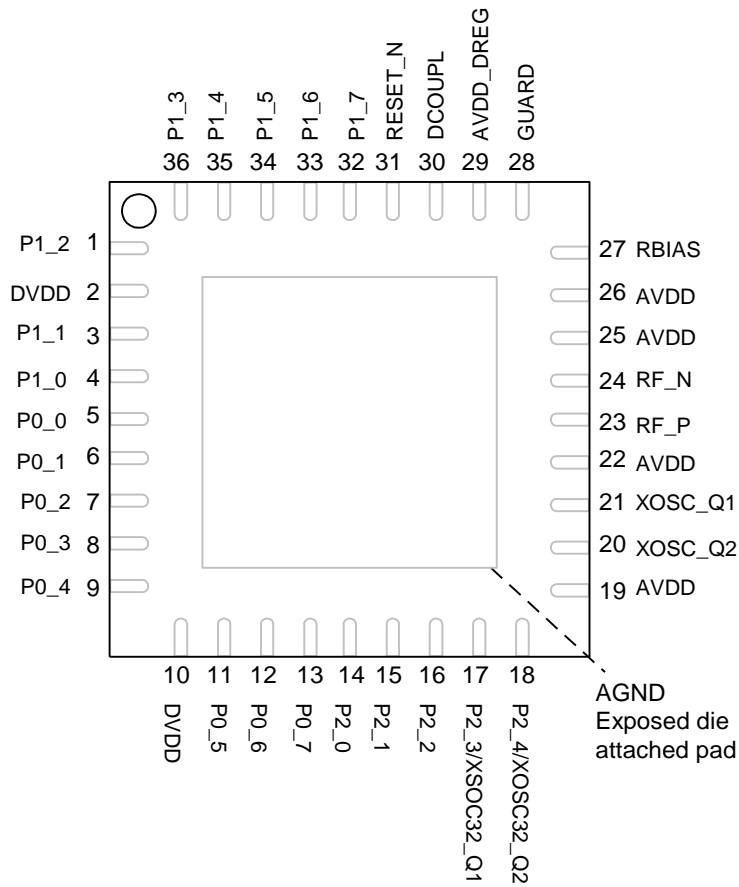 P1_3
P1_4
P1_5
P1_6
P1_7
RESET_N
DCOUPL
AVDD_DREG
GUARD
36 35 34 33 32 31 30 29 28
P1_2 1
DVDD 2
P1_1 3
P1_0 4
P0_0 5
P0_1 6
P0_2 7
P0_3 8
P0_4 9
27 RBIAS
26 AVDD
25 AVDD
24 RF_N
23 RF_P
22 AVDD
21 XOSC_Q1
20 XOSC_Q2
19 AVDD
10 11 12 13 14 15 16 17 18
DVDD
P0_5
P0_6
P0_7
P2_0
P2_1
P2_2
P2_3/XSOC32_Q1
P2_4/XOSC32_Q2
AGND
Exposed die
attached pad